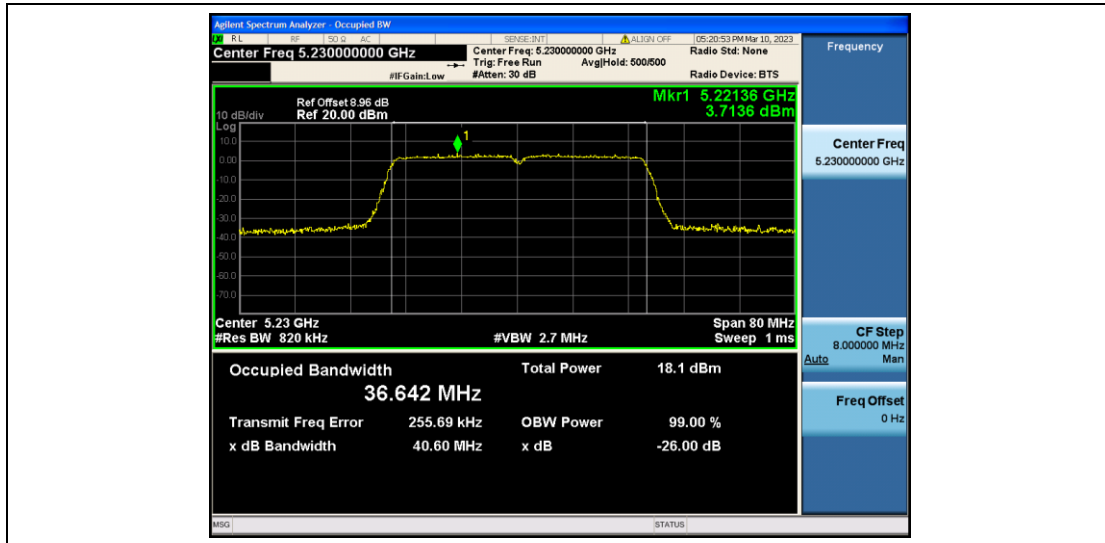 Agilent Spectrum Analyzer - Occupied BW
RL RF 50 Ω AC SENSE:INT ALIGN OFF 05:20:53 PM Mar 10, 2023
Center Freq 5.230000000 GHz
Center Freq: 5.230000000 GHz Radio Std: None
Trig: Free Run Avg|Hold: 500/500
#IFGain:Low #Atten: 30 dB Radio Device: BTS
Frequency
Ref Offset 8.96 dB Mkr1 5.22136 GHz
10 dB/div Ref 20.00 dBm 3.7136 dBm
Log
10.0
1
0.00
-10.0
-20.0
-30.0
-40.0
-50.0
-60.0
-70.0
Center 5.23 GHz Span 80 MHz
#Res BW 820 kHz #VBW 2.7 MHz Sweep 1 ms
Occupied Bandwidth Total Power 18.1 dBm
36.642 MHz
Transmit Freq Error 255.69 kHz OBW Power 99.00 %
x dB Bandwidth 40.60 MHz x dB -26.00 dB
Center Freq
5.230000000 GHz
CF Step
8.000000 MHz
Auto Man
Freq Offset
0 Hz
MSG STATUS